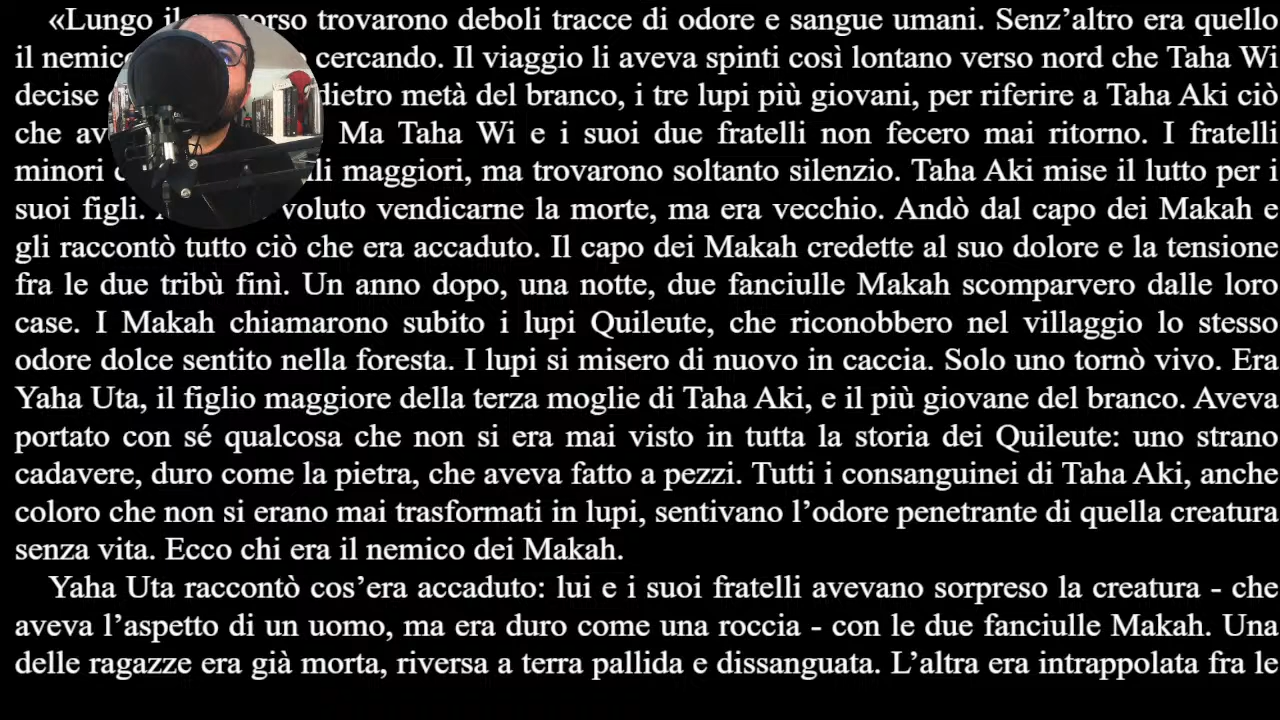 «Lungo il orso trovarono deboli tracce di odore e sangue umani. Senz’altro era quello
il nemico cercando. Il viaggio li aveva spinti così lontano verso nord che Taha Wi
decise dietro metà del branco, i tre lupi più giovani, per riferire a Taha Aki ciò
che av Ma Taha Wi e i suoi due fratelli non fecero mai ritorno. I fratelli
minori li maggiori, ma trovarono soltanto silenzio. Taha Aki mise il lutto per i
suoi figli. voluto vendicarne la morte, ma era vecchio. Andò dal capo dei Makah e
gli raccontò tutto ciò che era accaduto. Il capo dei Makah credette al suo dolore e la tensione
fra le due tribù finì. Un anno dopo, una notte, due fanciulle Makah scomparvero dalle loro
case. I Makah chiamarono subito i lupi Quileute, che riconobbero nel villaggio lo stesso
odore dolce sentito nella foresta. I lupi si misero di nuovo in caccia. Solo uno tornò vivo. Era
Yaha Uta, il figlio maggiore della terza moglie di Taha Aki, e il più giovane del branco. Aveva
portato con sé qualcosa che non si era mai visto in tutta la storia dei Quileute: uno strano
cadavere, duro come la pietra, che aveva fatto a pezzi. Tutti i consanguinei di Taha Aki, anche
coloro che non si erano mai trasformati in lupi, sentivano l’odore penetrante di quella creatura
senza vita. Ecco chi era il nemico dei Makah.
Yaha Uta raccontò cos’era accaduto: lui e i suoi fratelli avevano sorpreso la creatura - che
aveva l’aspetto di un uomo, ma era duro come una roccia - con le due fanciulle Makah. Una
delle ragazze era già morta, riversa a terra pallida e dissanguata. L’altra era intrappolata fra le